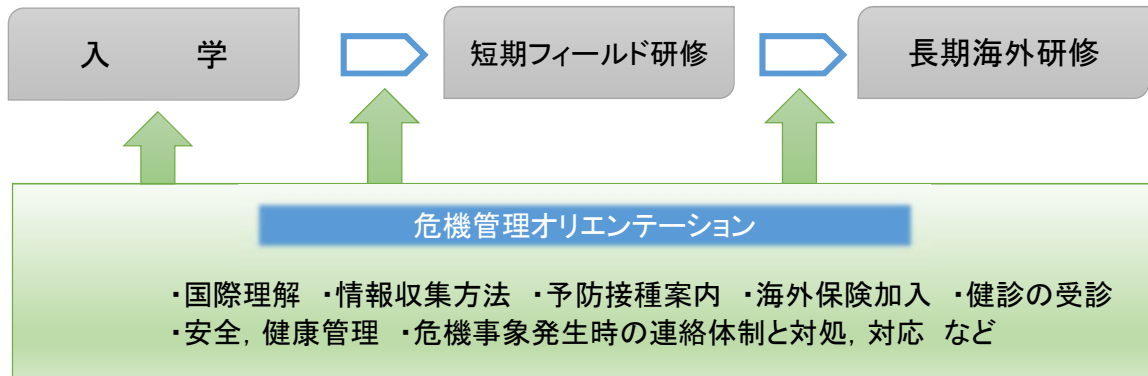 入　　学
短期フィールド研修
長期海外研修
危機管理オリエンテーション
・国際理解 ・情報収集方法 ・予防接種案内 ・海外保険加入 ・健診の受診
・安全，健康管理 ・危機事象発生時の連絡体制と対処，対応 など